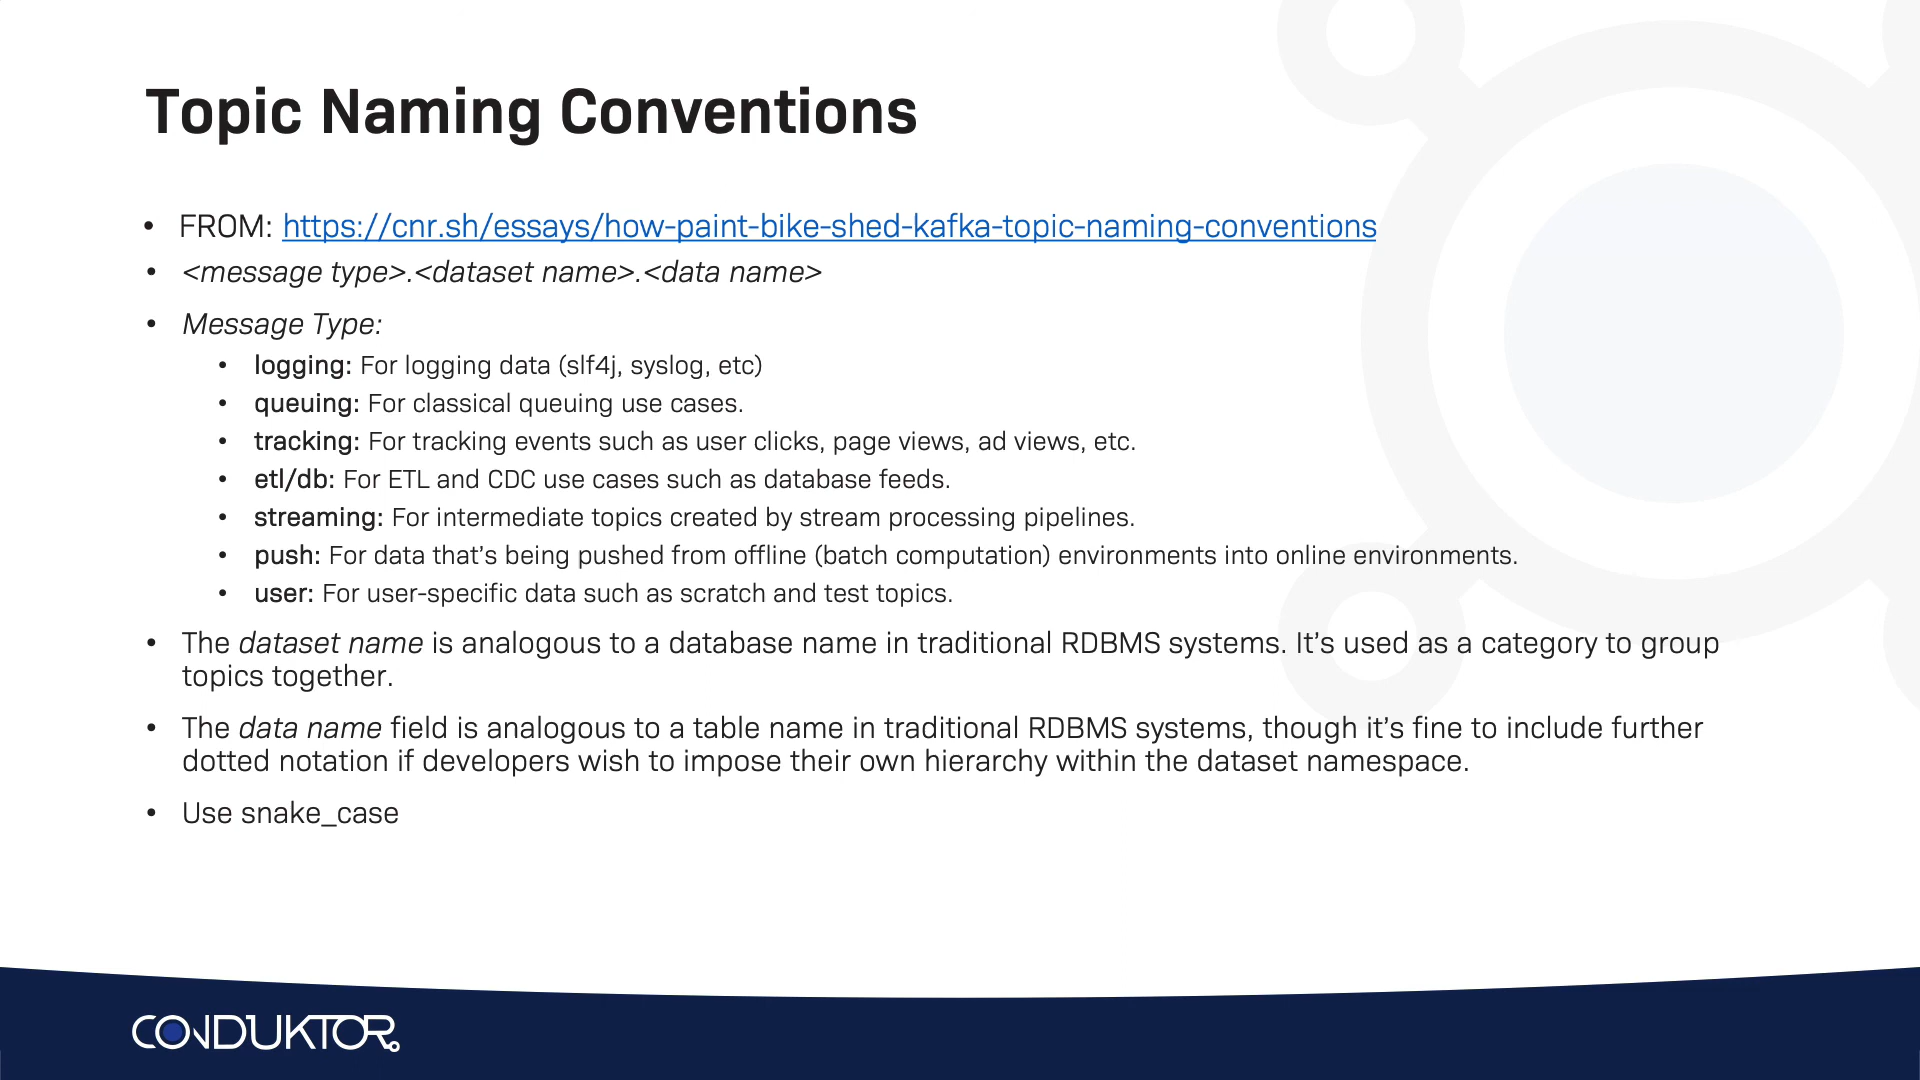 Topic Naming Conventions
• FROM: https://cnr.sh/essays/how-paint-bike-shed-kafka-topic-naming-conventions
• <message type>.<dataset name>.<data name>
• Message Type:
• logging: For logging data (slf4j, syslog, etc)
• queuing: For classical queuing use cases.
• tracking: For tracking events such as user clicks, page views, ad views, etc.
• etl/db: For ETL and CDC use cases such as database feeds.
• streaming: For intermediate topics created by stream processing pipelines.
• push: For data that’s being pushed from offline (batch computation) environments into online environments.
• user: For user-specific data such as scratch and test topics.
• The dataset name is analogous to a database name in traditional RDBMS systems. It’s used as a category to group
topics together.
• The data name field is analogous to a table name in traditional RDBMS systems, though it’s fine to include further
dotted notation if developers wish to impose their own hierarchy within the dataset namespace.
• Use snake_case
CONDUKTOR